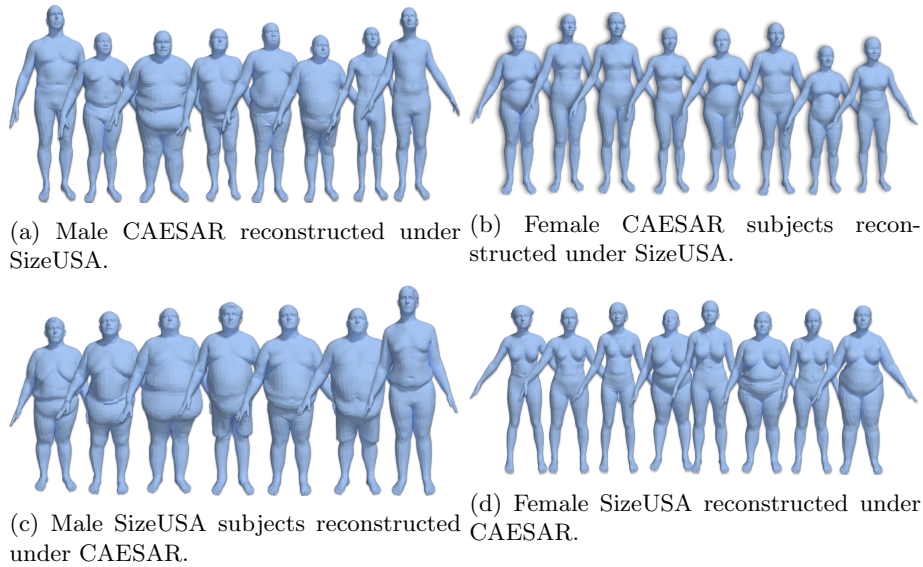 (a) Male CAESAR reconstructed under
SizeUSA.
(b) Female CAESAR subjects recon-
structed under SizeUSA.
(c) Male SizeUSA subjects reconstructed
under CAESAR.
(d) Female SizeUSA reconstructed under
CAESAR.